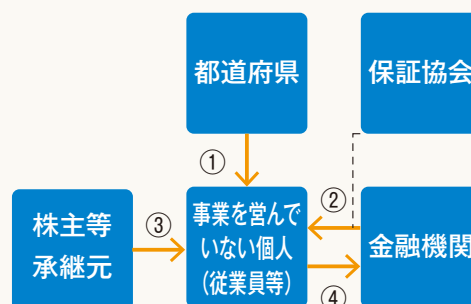 都道府県
保証協会
①
株主等
承継元
③
事業を営んで
いない個人
(従業員等)
②
金融機関
④